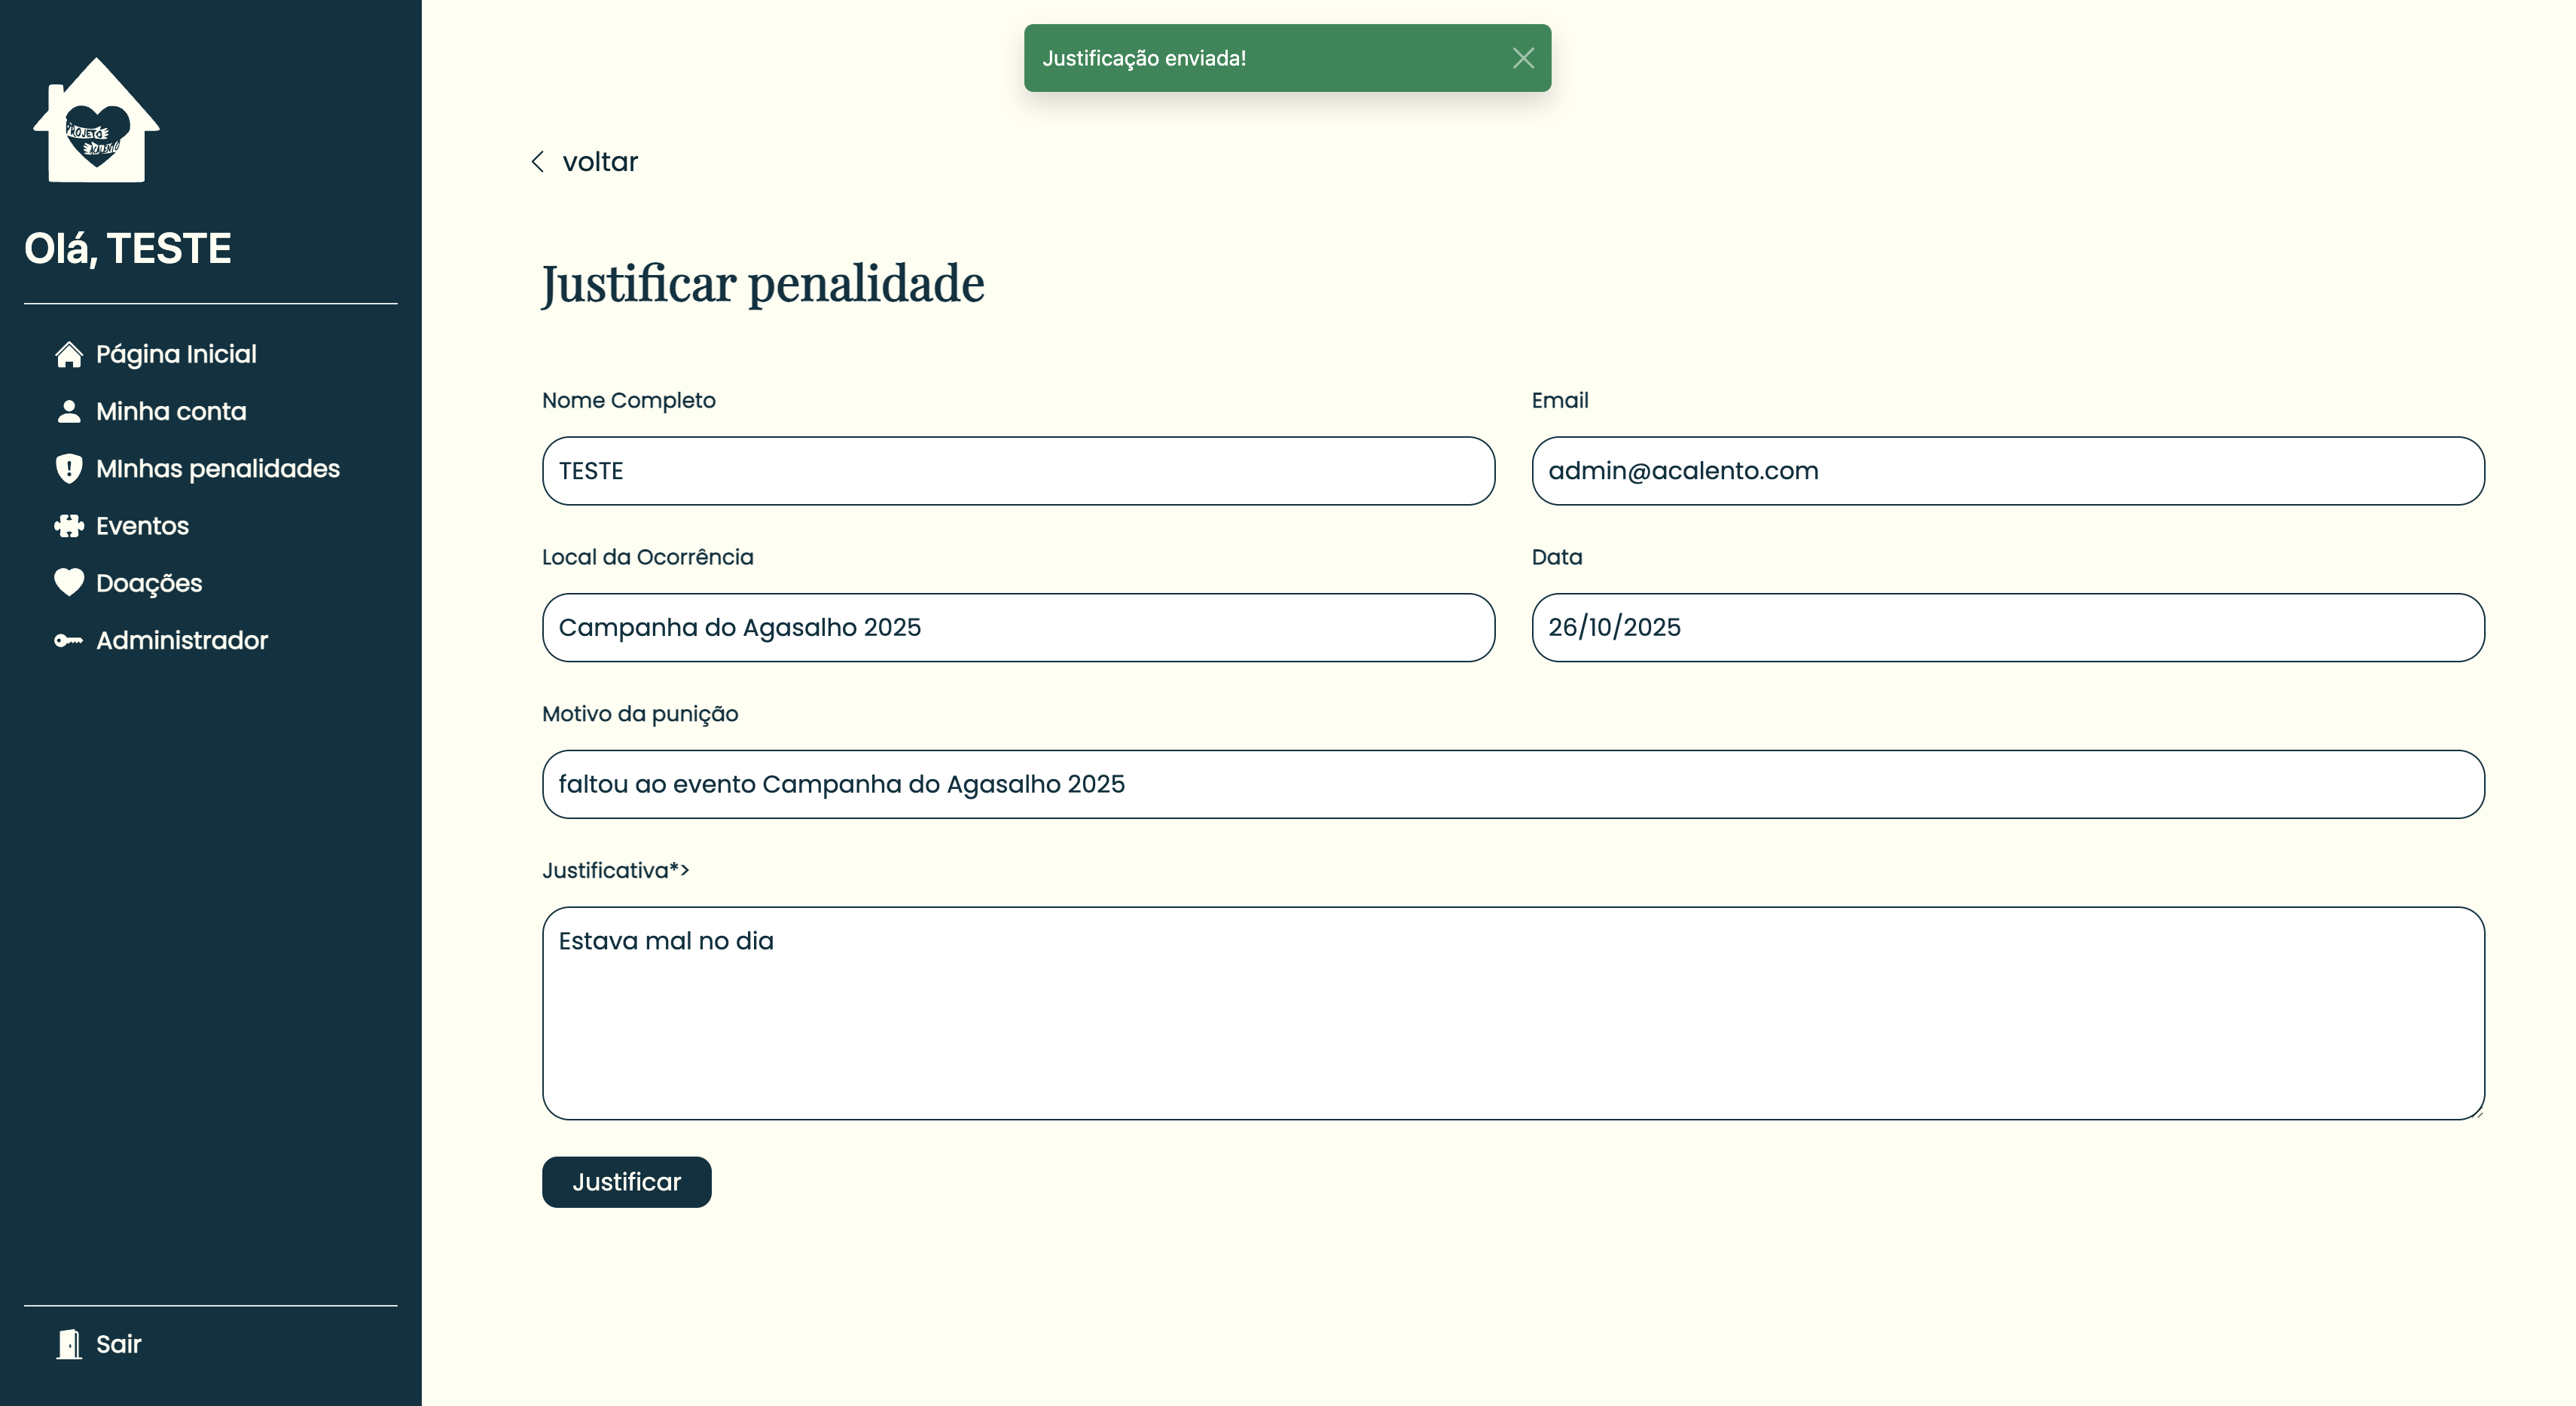 Justificação enviada!
PROJETO
ACALENTO
Olá, TESTE
Página Inicial
Minha conta
MInhas penalidades
Eventos
Doações
Administrador
Sair
voltar
Justificar penalidade
Nome Completo
Email
TESTE
admin@acalento.com
Local da Ocorrência
Data
Campanha do Agasalho 2025
26/10/2025
Motivo da punição
faltou ao evento Campanha do Agasalho 2025
Justificativa*>
Estava mal no dia
Justificar